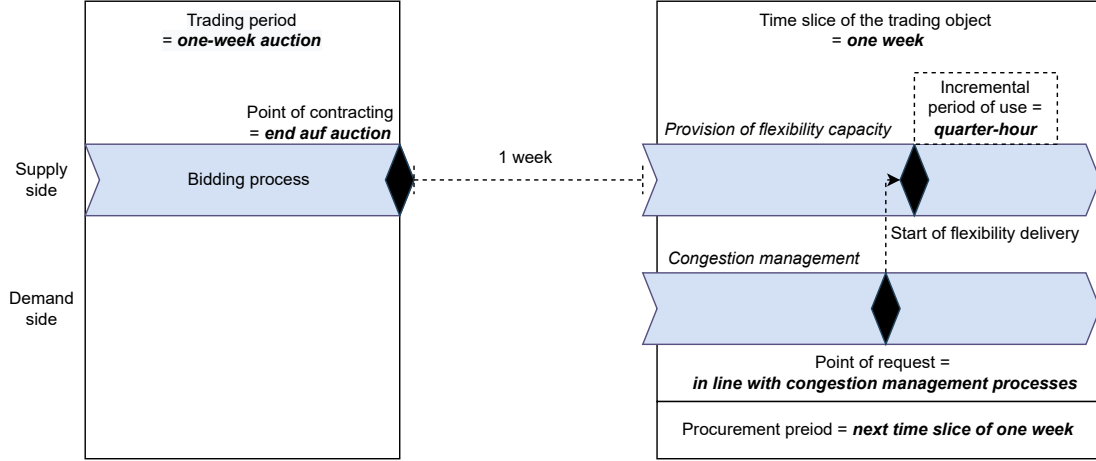 Trading period
= one-week auction
Time slice of the trading object
= one week
Point of contracting
= end auf auction
Incremental
period of use =
quarter-hour
Provision of flexibility capacity
Supply
side
Bidding process
1 week
Start of flexibility delivery
Congestion management
Demand
side
Point of request =
in line with congestion management processes
Procurement preiod = next time slice of one week